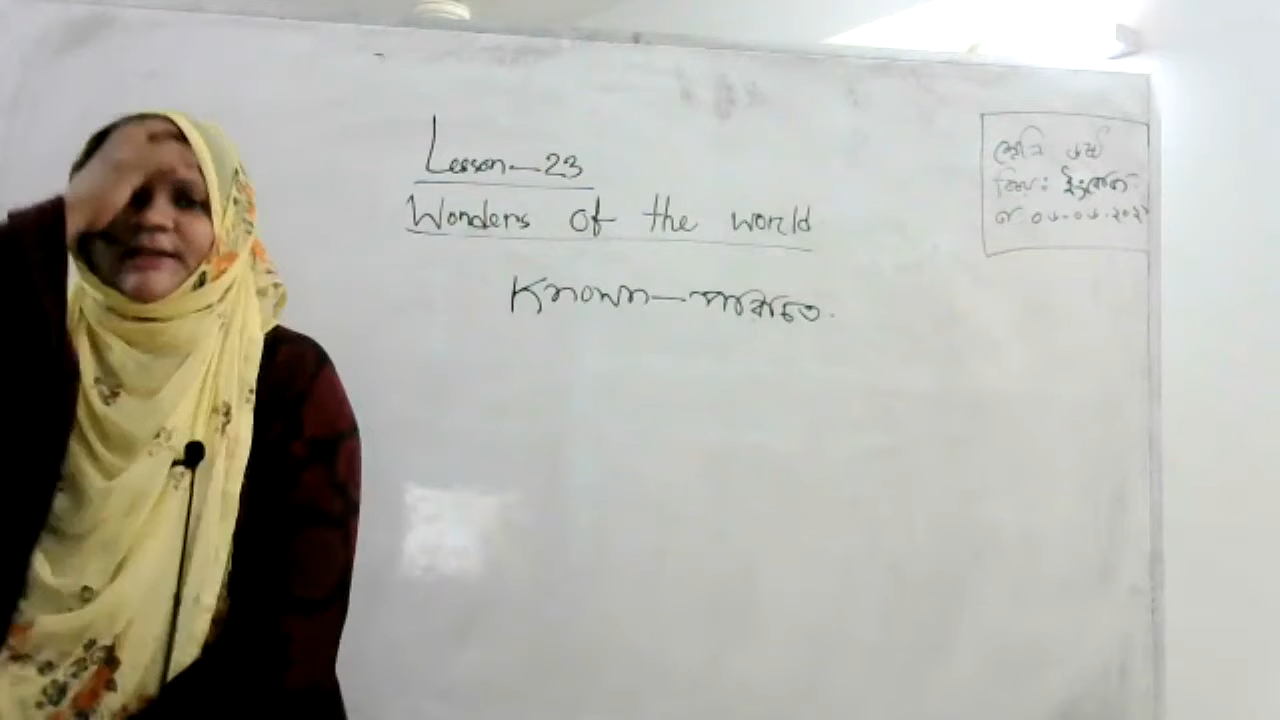 Lesson-23
Wonders of the world
Known-পরিচিত.
শ্রেণি ৬ষ্ঠ
বিষয়: ইংরেজি